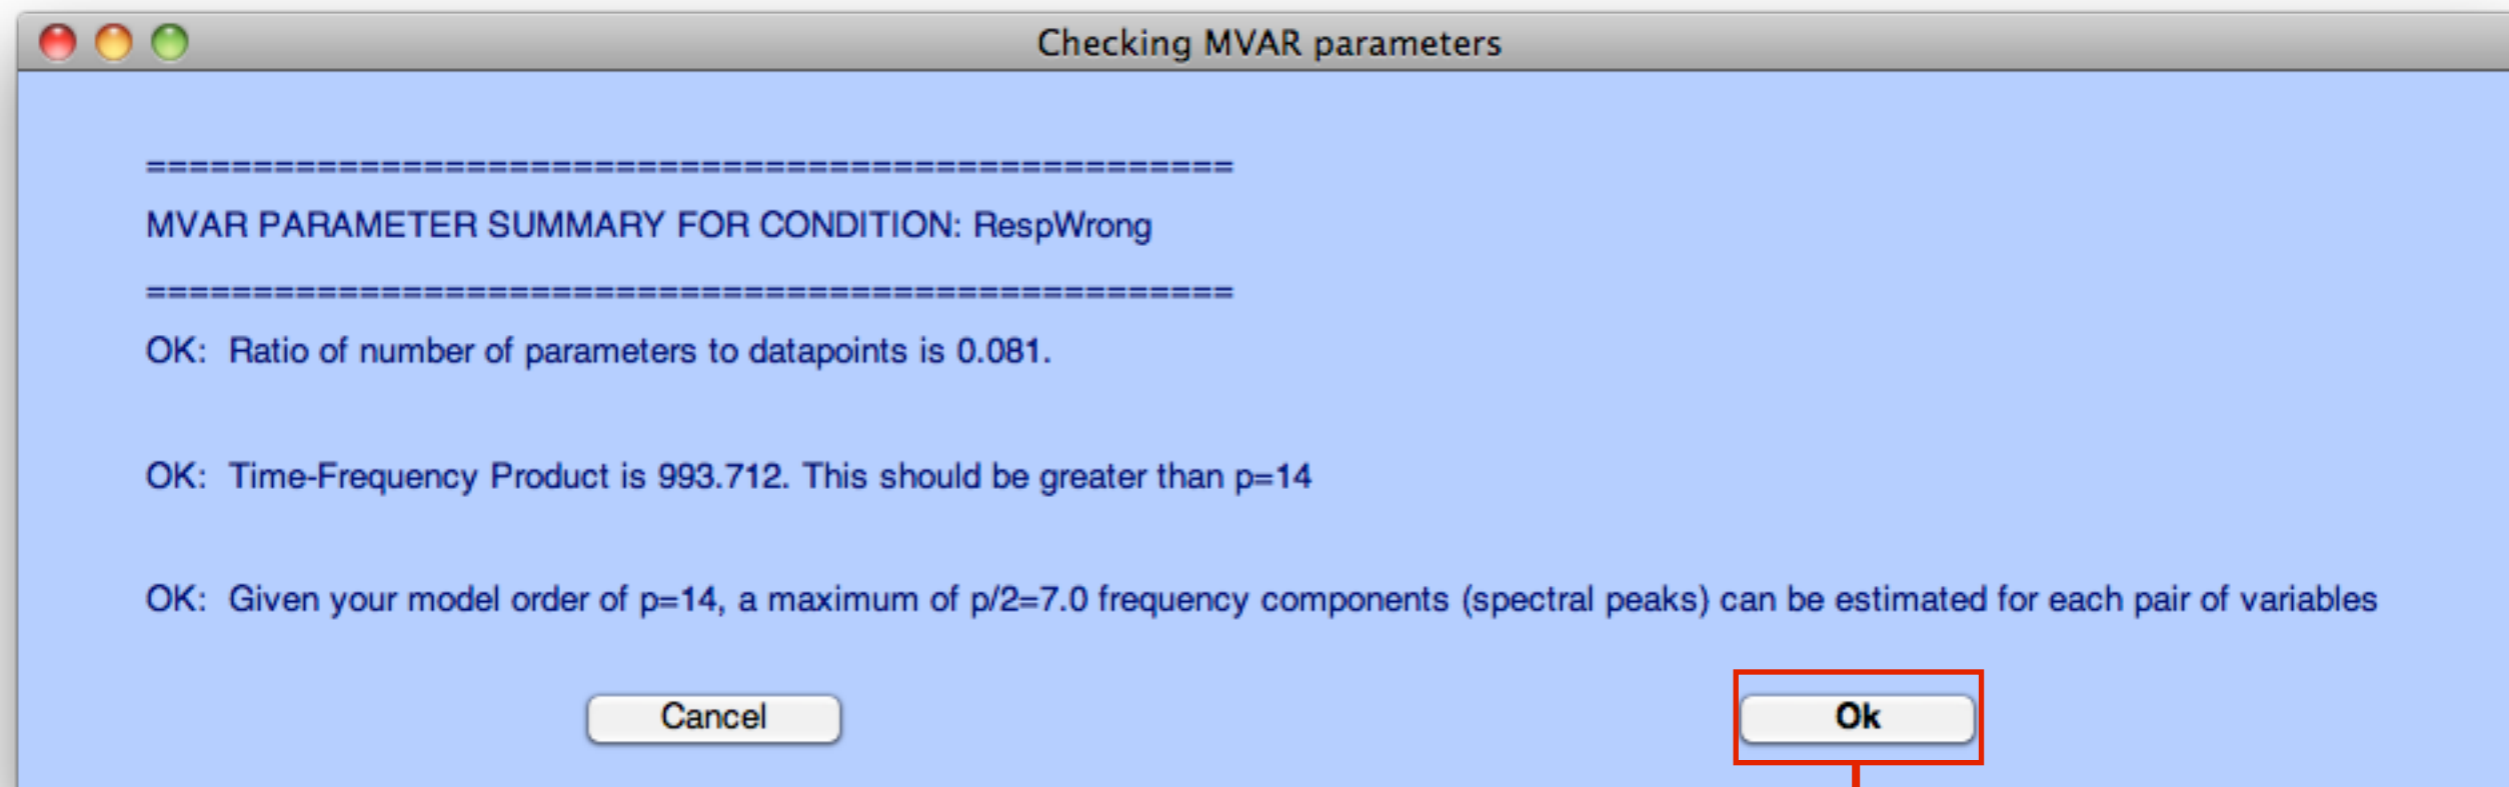 Checking MVAR parameters
===================================================
MVAR PARAMETER SUMMARY FOR CONDITION: RespWrong
===================================================
OK:  Ratio of number of parameters to datapoints is 0.081.
OK:  Time-Frequency Product is 993.712. This should be greater than p=14
OK:  Given your model order of p=14, a maximum of p/2=7.0 frequency components (spectral peaks) can be estimated for each pair of variables
Cancel Ok